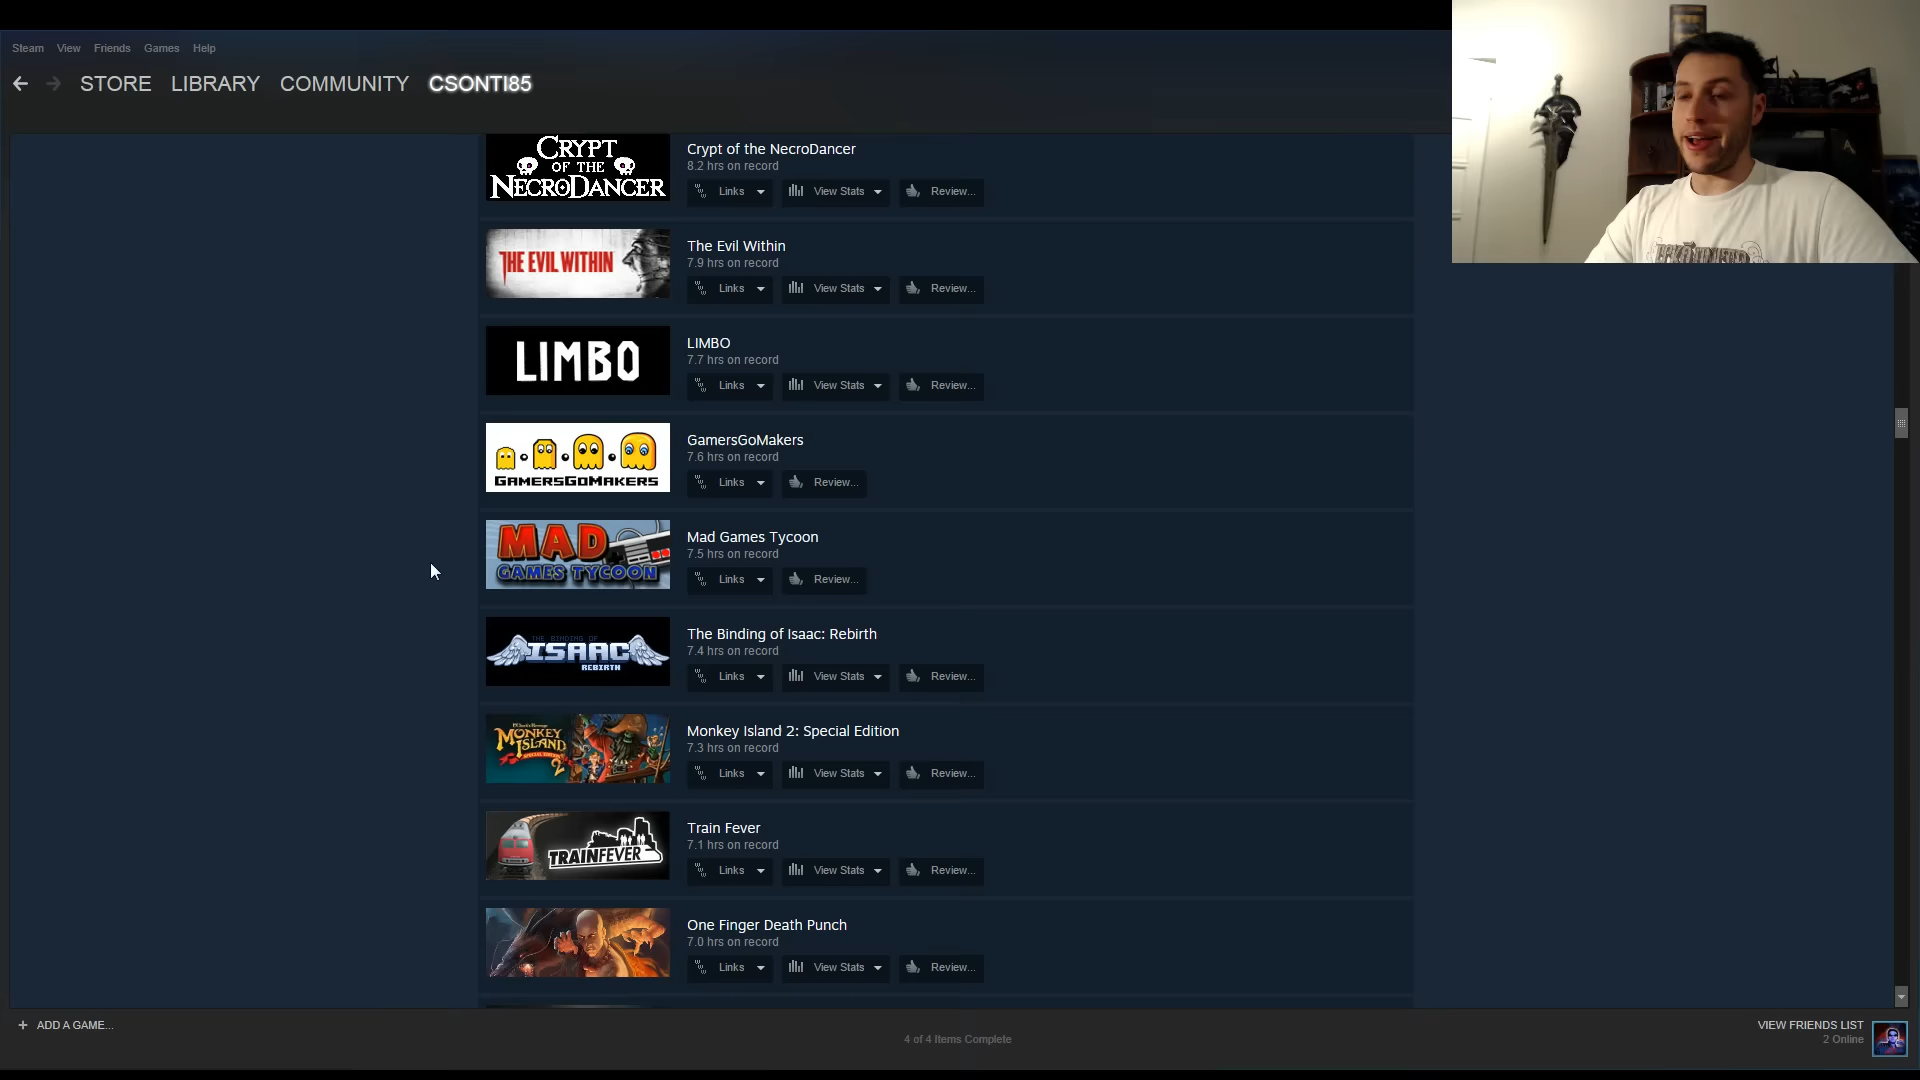 Steam View Friends Games Help
STORE LIBRARY COMMUNITY CSONTI85
CRYPT
OF THE
NECRODANCER
Crypt of the NecroDancer
8.2 hrs on record
Links View Stats Review...
THE EVIL WITHIN
The Evil Within
7.9 hrs on record
Links View Stats Review...
LIMBO
LIMBO
7.7 hrs on record
Links View Stats Review...
GAMERSGOMAKERS
GamersGoMakers
7.6 hrs on record
Links Review...
MAD
GAMES TYCOON
Mad Games Tycoon
7.5 hrs on record
Links Review...
THE BINDING OF
ISAAC
REBIRTH
The Binding of Isaac: Rebirth
7.4 hrs on record
Links View Stats Review...
MONKEY
ISLAND
SPECIAL EDITION
2
Monkey Island 2: Special Edition
7.3 hrs on record
Links View Stats Review...
TRAINFEVER
Train Fever
7.1 hrs on record
Links View Stats Review...
One Finger Death Punch
7.0 hrs on record
Links View Stats Review...
+ ADD A GAME...
4 of 4 Items Complete
VIEW FRIENDS LIST
2 Online